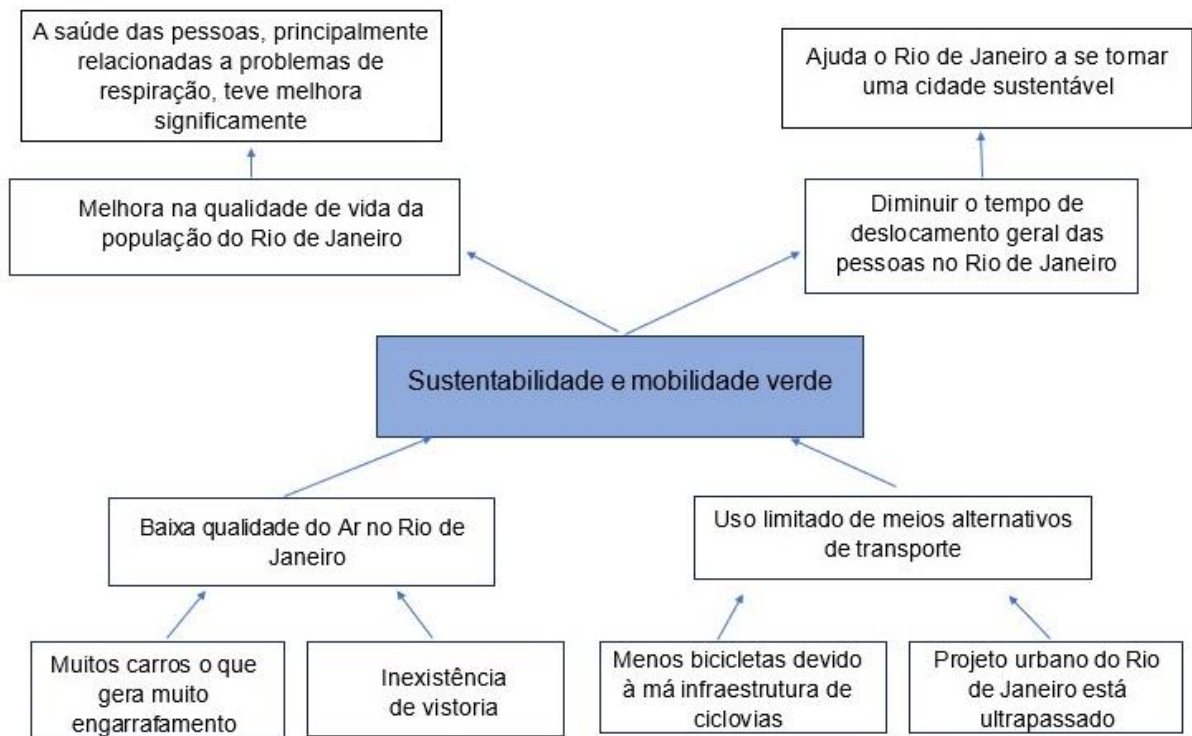 A saúde das pessoas, principalmente
relacionadas a problemas de
respiração, teve melhora
significamente
Ajuda o Rio de Janeiro a se tornar
uma cidade sustentável
Melhora na qualidade de vida da
população do Rio de Janeiro
Diminuir o tempo de
deslocamento geral das
pessoas no Rio de Janeiro
Sustentabilidade e mobilidade verde
Baixa qualidade do Ar no Rio de
Janeiro
Uso limitado de meios alternativos
de transporte
Muitos carros o que
gera muito
engarrafamento
Inexistência
de vistoria
Menos bicicletas devido
à má infraestrutura de
ciclovias
Projeto urbano do Rio
de Janeiro está
ultrapassado